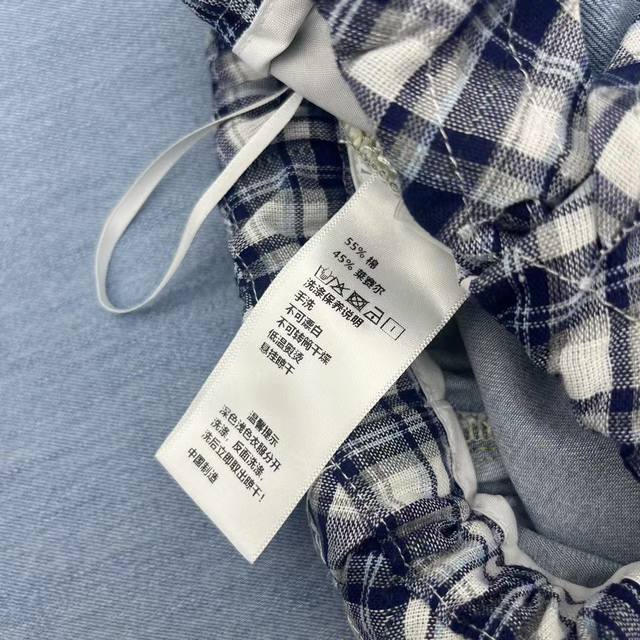 55% 棉
45% 莱赛尔
洗涤保养说明
手洗
不可漂白
不可转筒干燥
低温熨烫
悬挂晾干
温馨提示
深色浅色衣服分开
洗涤，反面洗涤，
洗后立即取出晾干！
中国制造